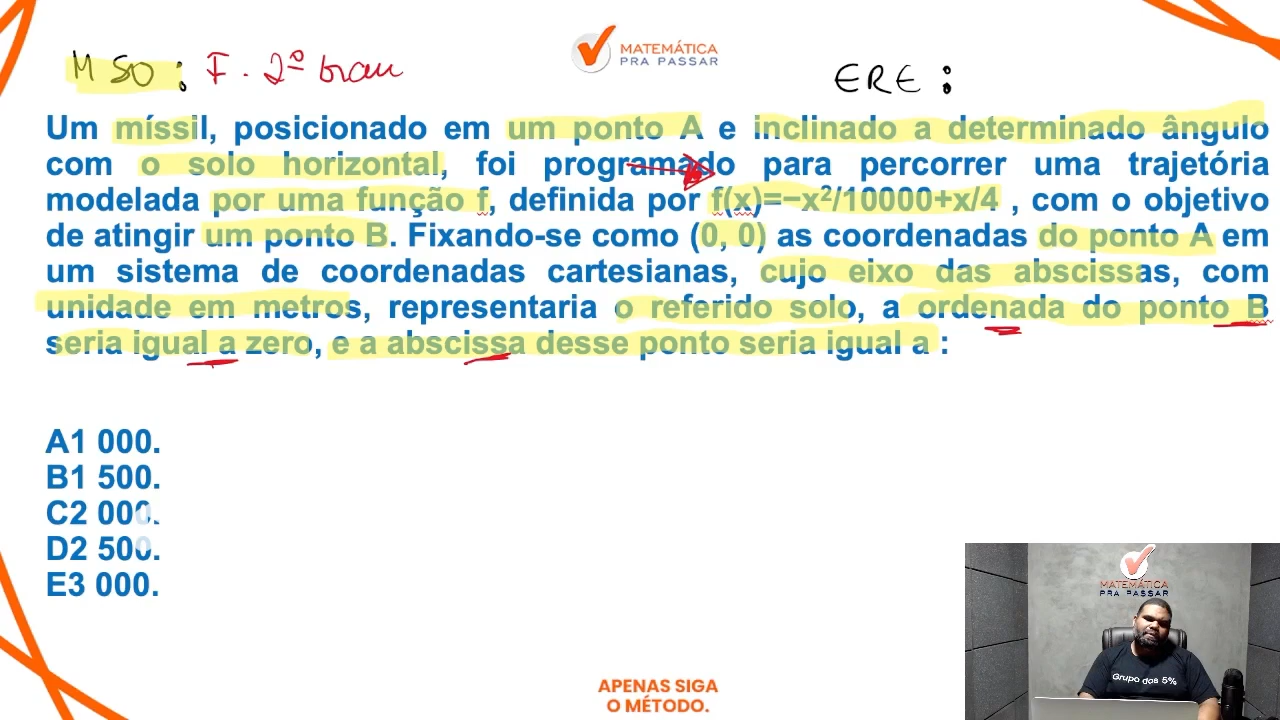 MATEMÁTICA
PRA PASSAR
MSO: F. 2º Grau
ERE:
Um míssil, posicionado em um ponto A e inclinado a determinado ângulo
com o solo horizontal, foi programado para percorrer uma trajetória
modelada por uma função f, definida por f(x)=−x²/10000+x/4 , com o objetivo
de atingir um ponto B. Fixando-se como (0, 0) as coordenadas do ponto A em
um sistema de coordenadas cartesianas, cujo eixo das abscissas, com
unidade em metros, representaria o referido solo, a ordenada do ponto B
seria igual a zero, e a abscissa desse ponto seria igual a :
A1 000.
B1 500.
C2 000.
D2 500.
E3 000.
MATEMÁTICA
PRA PASSAR
Grupo dos 5%
APENAS SIGA
O MÉTODO.